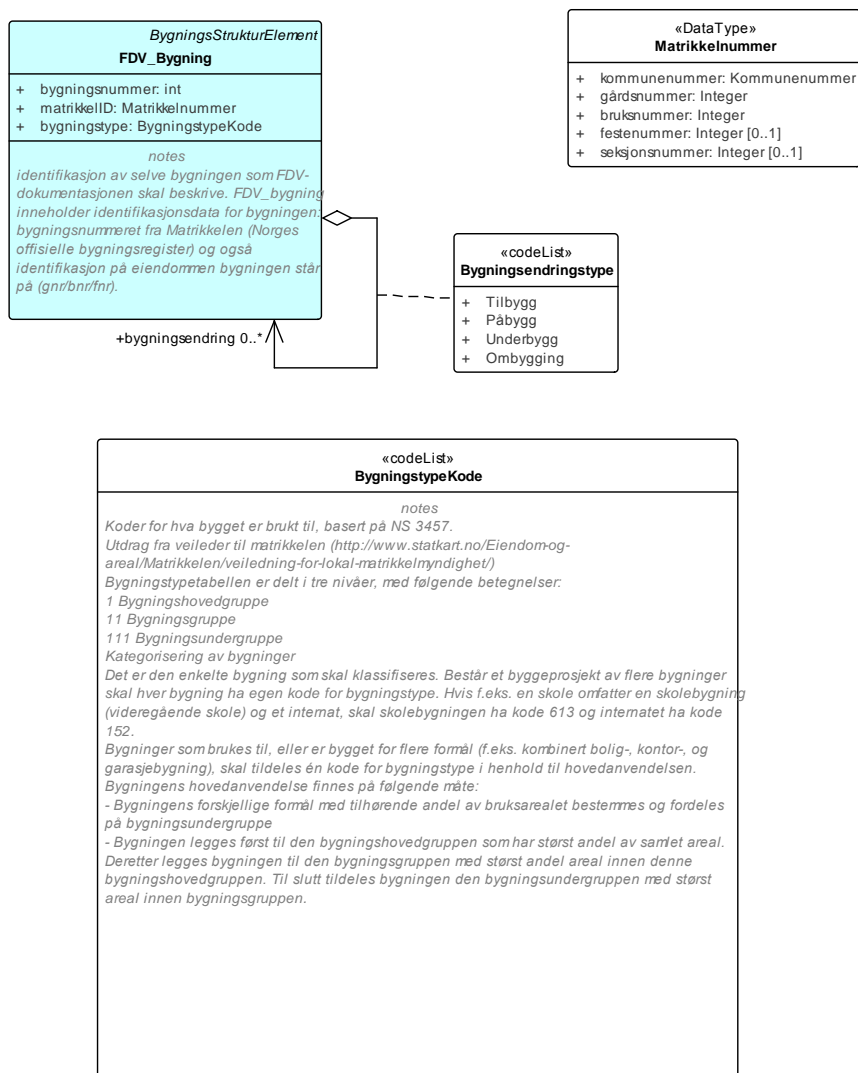 BygningsStrukturElement
FDV_Bygning
+ bygningsnummer: int
+ matrikkelID: Matrikkelnummer
+ bygningstype: BygningstypeKode
notes
identifikasjon av selve bygningen som FDV-
dokumentasjonen skal beskrive. FDV_bygning
inneholder identifikasjonsdata for bygningen:
bygningsnummeret fra Matrikkelen (Norges
offisielle bygningsregister) og også
identifikasjon på eiendommen bygningen står
på (gnr/bnr/fnr).
+bygningsendring 0..*
«DataType»
Matrikkelnummer
+ kommunenummer: Kommunenummer
+ gårdsnummer: Integer
+ bruksnummer: Integer
+ festenummer: Integer [0..1]
+ seksjonsnummer: Integer [0..1]
«codeList»
Bygningsendringstype
+ Tilbygg
+ Påbygg
+ Underbygg
+ Ombygging
«codeList»
BygningstypeKode
notes
Koder for hva bygget er brukt til, basert på NS 3457.
Utdrag fra veileder til matrikkelen (http://www.statkart.no/Eiendom-og-
areal/Matrikkelen/veiledning-for-lokal-matrikkelmyndighet/)
Bygningstypetabellen er delt i tre nivåer, med følgende betegnelser:
1 Bygningshovedgruppe
11 Bygningsgruppe
111 Bygningsundergruppe
Kategorisering av bygninger
Det er den enkelte bygning som skal klassifiseres. Består et byggeprosjekt av flere bygninger
skal hver bygning ha egen kode for bygningstype. Hvis f.eks. en skole omfatter en skolebygning
(videregående skole) og et internat, skal skolebygningen ha kode 613 og internatet ha kode
152.
Bygninger som brukes til, eller er bygget for flere formål (f.eks. kombinert bolig-, kontor-, og
garasjebygning), skal tildeles én kode for bygningstype i henhold til hovedanvendelsen.
Bygningens hovedanvendelse finnes på følgende måte:
- Bygningens forskjellige formål med tilhørende andel av bruksarealet bestemmes og fordeles
på bygningsundergruppe
- Bygningen legges først til den bygningshovedgruppen som har størst andel av samlet areal.
Deretter legges bygningen til den bygningsgruppen med størst andel areal innen denne
bygningshovedgruppen. Til slutt tildeles bygningen den bygningsundergruppen med størst
areal innen bygningsgruppen.